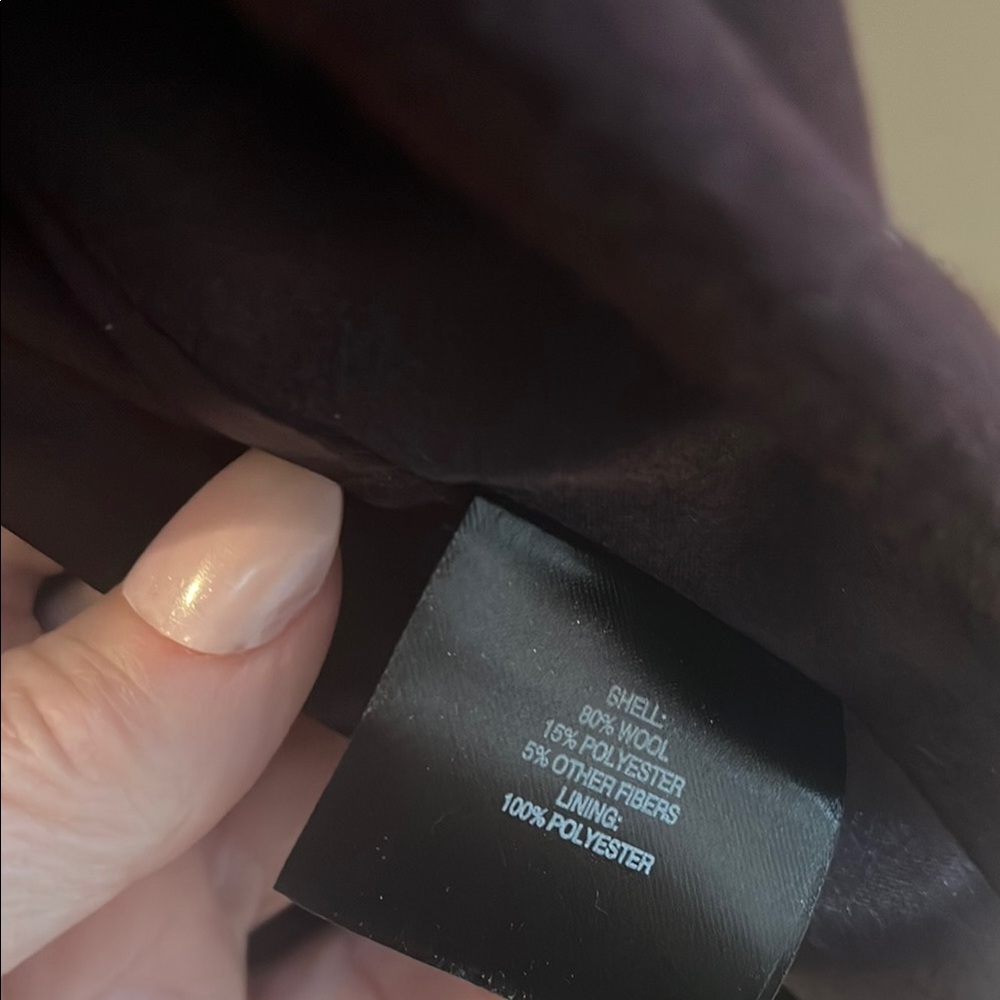 SHELL:
80% WOOL
15% POLYESTER
5% OTHER FIBERS
LINING:
100% POLYESTER